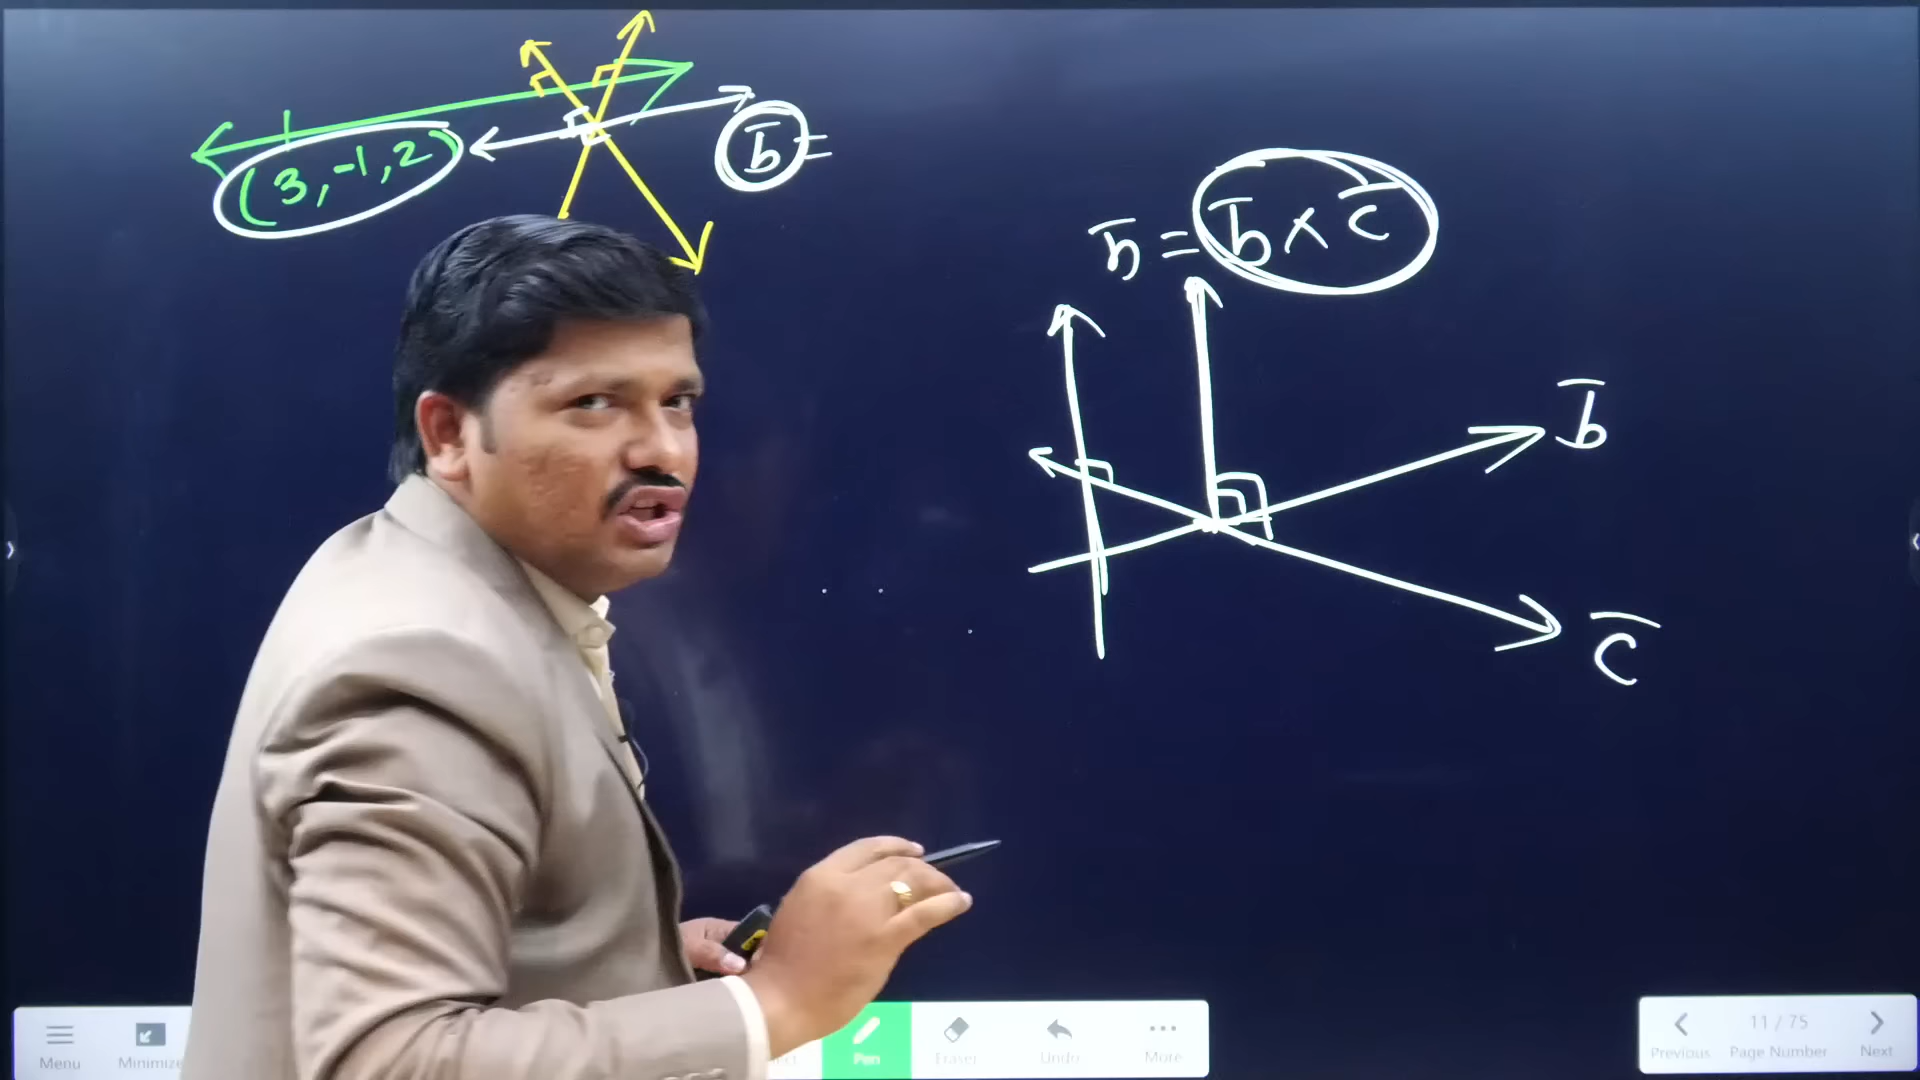 (3,-1,2)
b̄ =
n̄ = b̄ × c̄
b̄
c̄
Menu
Minimize
Pen
Eraser
Undo
More
Previous
11 / 75
Page Number
Next